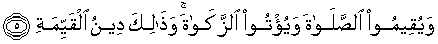 وَيُقِيمُوا۟ ٱلصَّلَوٰةَ وَيُؤْتُوا۟ ٱلزَّكَوٰةَ ۚ وَذَٰلِكَ دِينُ ٱلْقَيِّمَةِ ۝٥